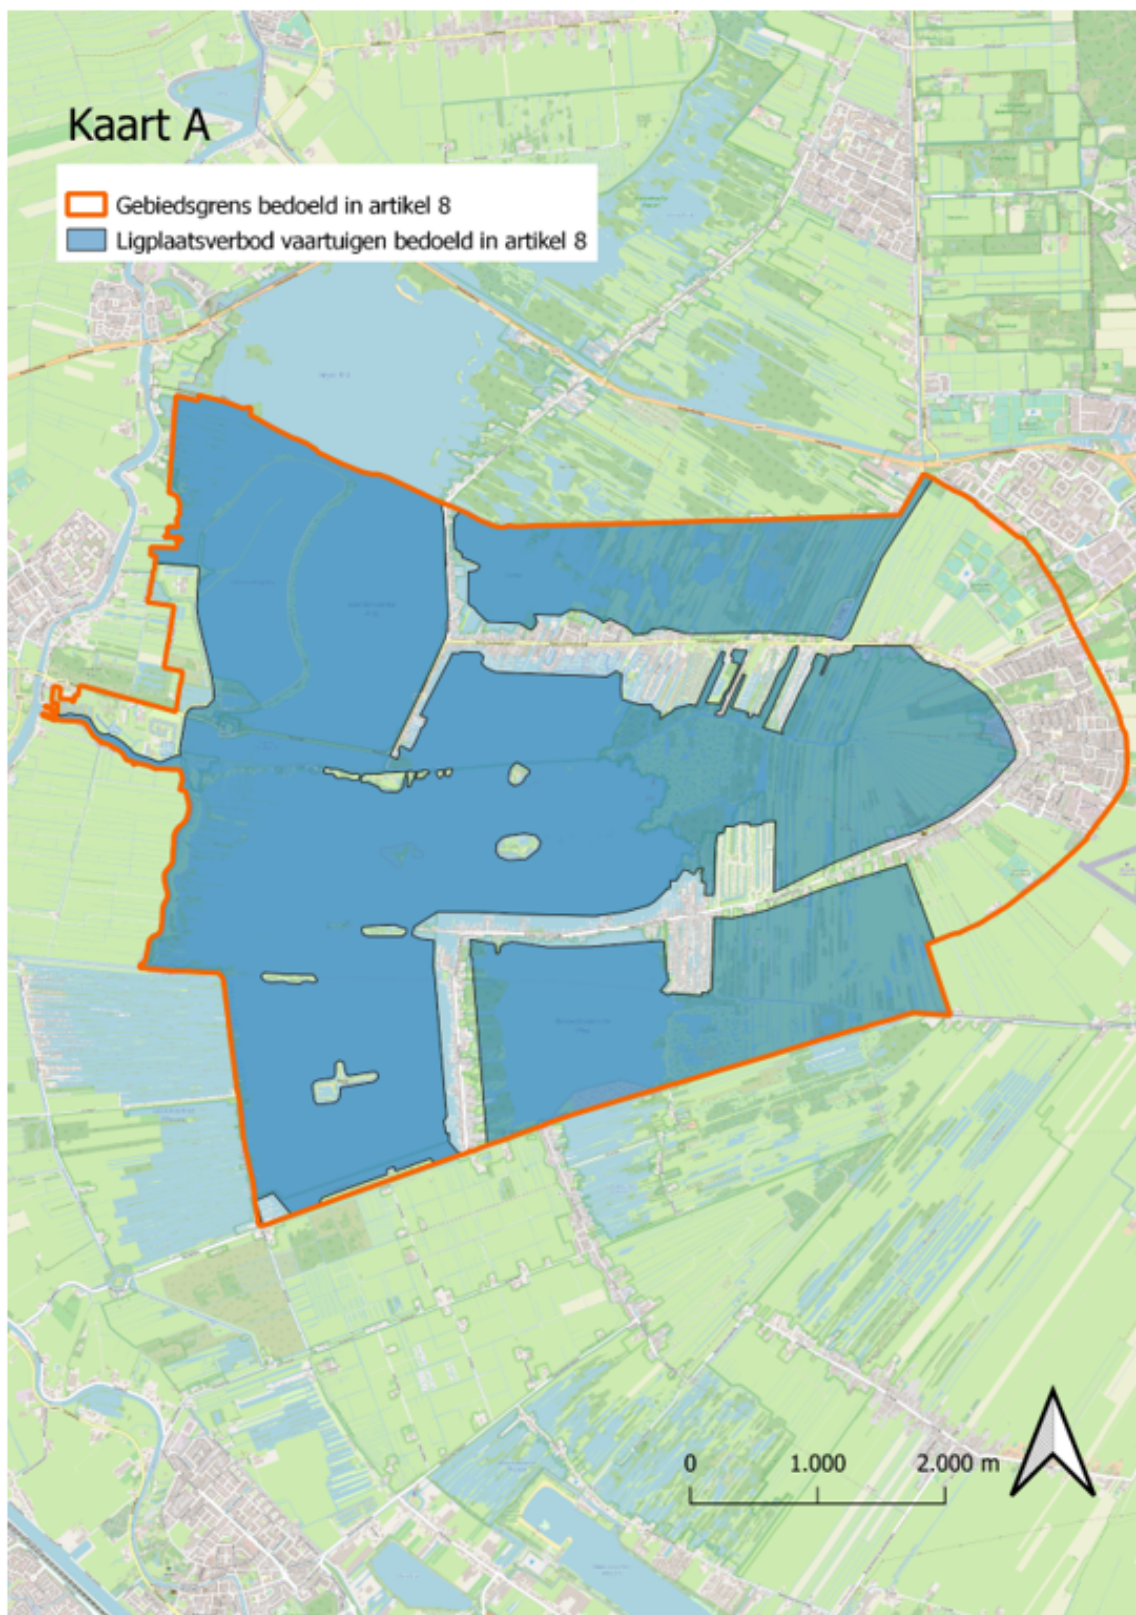 Kaart A
Gebiedsgrens bedoeld in artikel 8
Ligplaatsverbod vaartuigen bedoeld in artikel 8
0 1.000 2.000 m